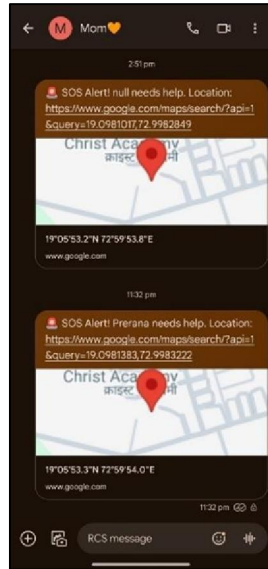 M Mom🧡
2:51 pm
🚨 SOS Alert! null needs help. Location:
https://www.google.com/maps/search/?api=1
&query=19.0981017,72.9982849
Christ Academy
19°05'53.2"N 72°59'53.8"E
www.google.com
11:32 pm
🚨 SOS Alert! Prerana needs help. Location:
https://www.google.com/maps/search/?api=1
&query=19.0981383,72.9983222
Christ Aca
19°05'53.3"N 72°59'54.0"E
www.google.com
11:32 pm
RCS message